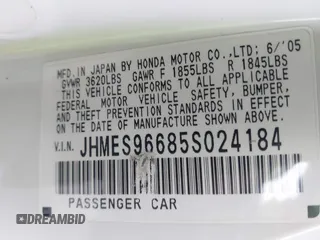 MFD.IN JAPAN BY HONDA MOTOR CO.,LTD; 6/'05
GVWR 3620LBS GAWR F 1855LBS R 1845LBS
THIS VEHICLE CONFORMS TO ALL APPLICABLE
FEDERAL MOTOR VEHICLE SAFETY, BUMPER,
AND THEFT PREVENTION STANDARDS IN EFFECT
ON THE DATE OF MANUFACTURE SHOWN ABOVE.
V.I.N. JHMES96685S024184
PASSENGER CAR
DREAMBID